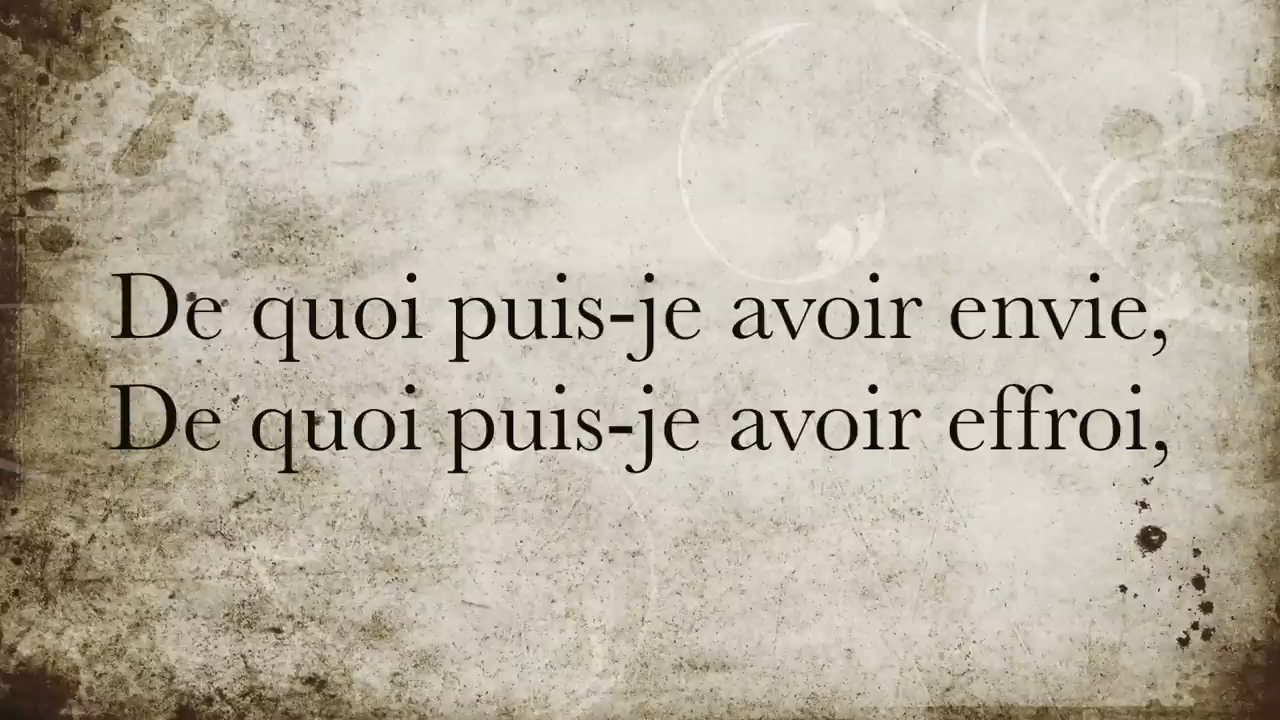 De quoi puis-je avoir envie,
De quoi puis-je avoir effroi,